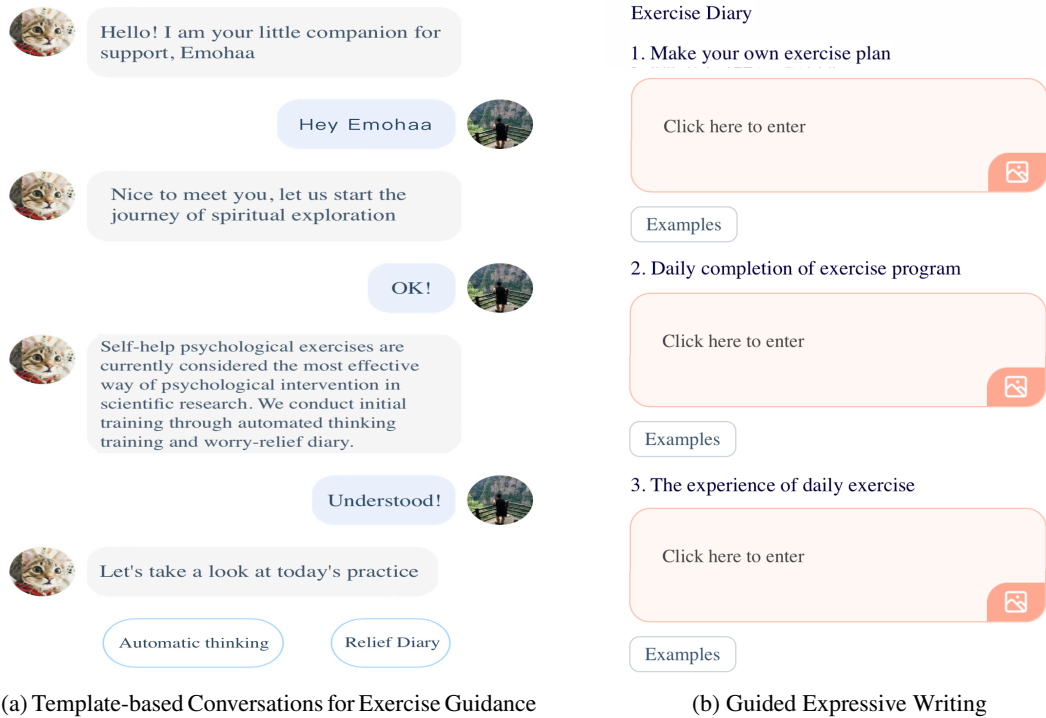 Hello! I am your little companion for
support, Emohaa
Hey Emohaa
Nice to meet you, let us start the
journey of spiritual exploration
OK!
Self-help psychological exercises are
currently considered the most effective
way of psychological intervention in
scientific research. We conduct initial
training through automated thinking
training and worry-relief diary.
Understood!
Let's take a look at today's practice
Automatic thinking
Relief Diary
(a) Template-based Conversations for Exercise Guidance
Exercise Diary
1. Make your own exercise plan
Click here to enter
Examples
2. Daily completion of exercise program
Click here to enter
Examples
3. The experience of daily exercise
Click here to enter
Examples
(b) Guided Expressive Writing